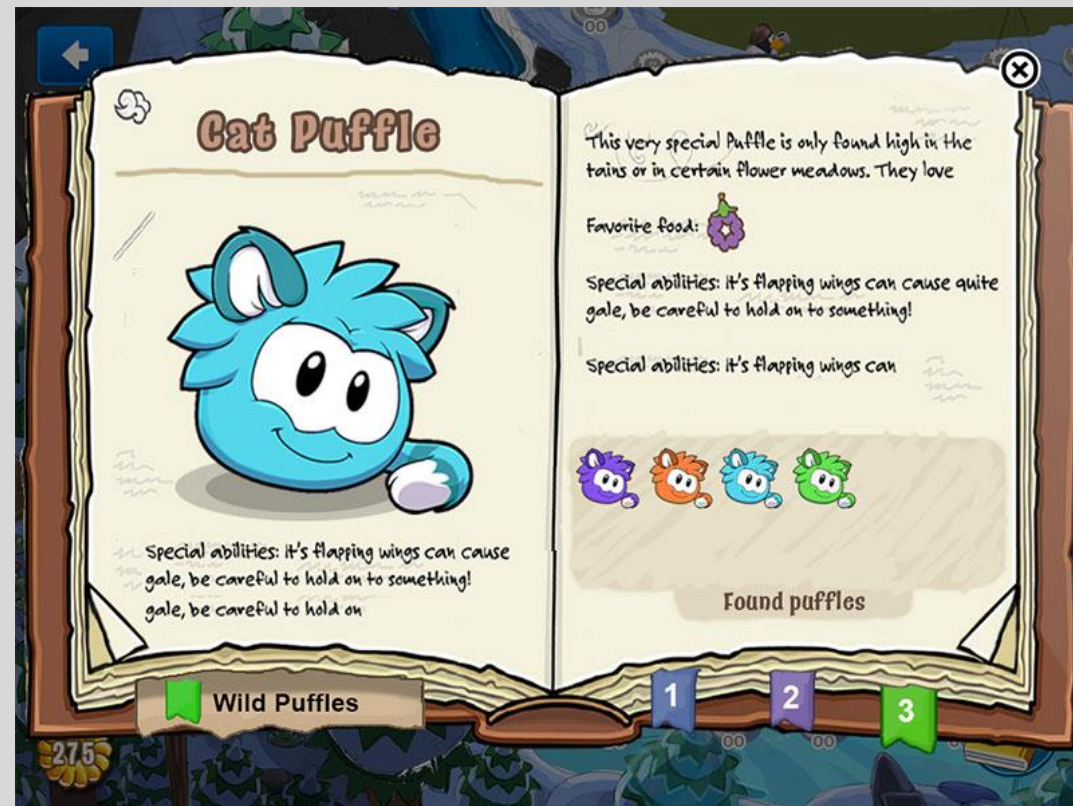 Cat Puffle
Special abilities: it's flapping wings can cause
gale, be careful to hold on to something!
gale, be careful to hold on
This very special Puffle is only found high in the
tains or in certain flower meadows. They love
Favorite food:
Special abilities: it's flapping wings can cause quite
gale, be careful to hold on to something!
Special abilities: it's flapping wings can
Found puffles
Wild Puffles
1
2
3
275
00
00
00